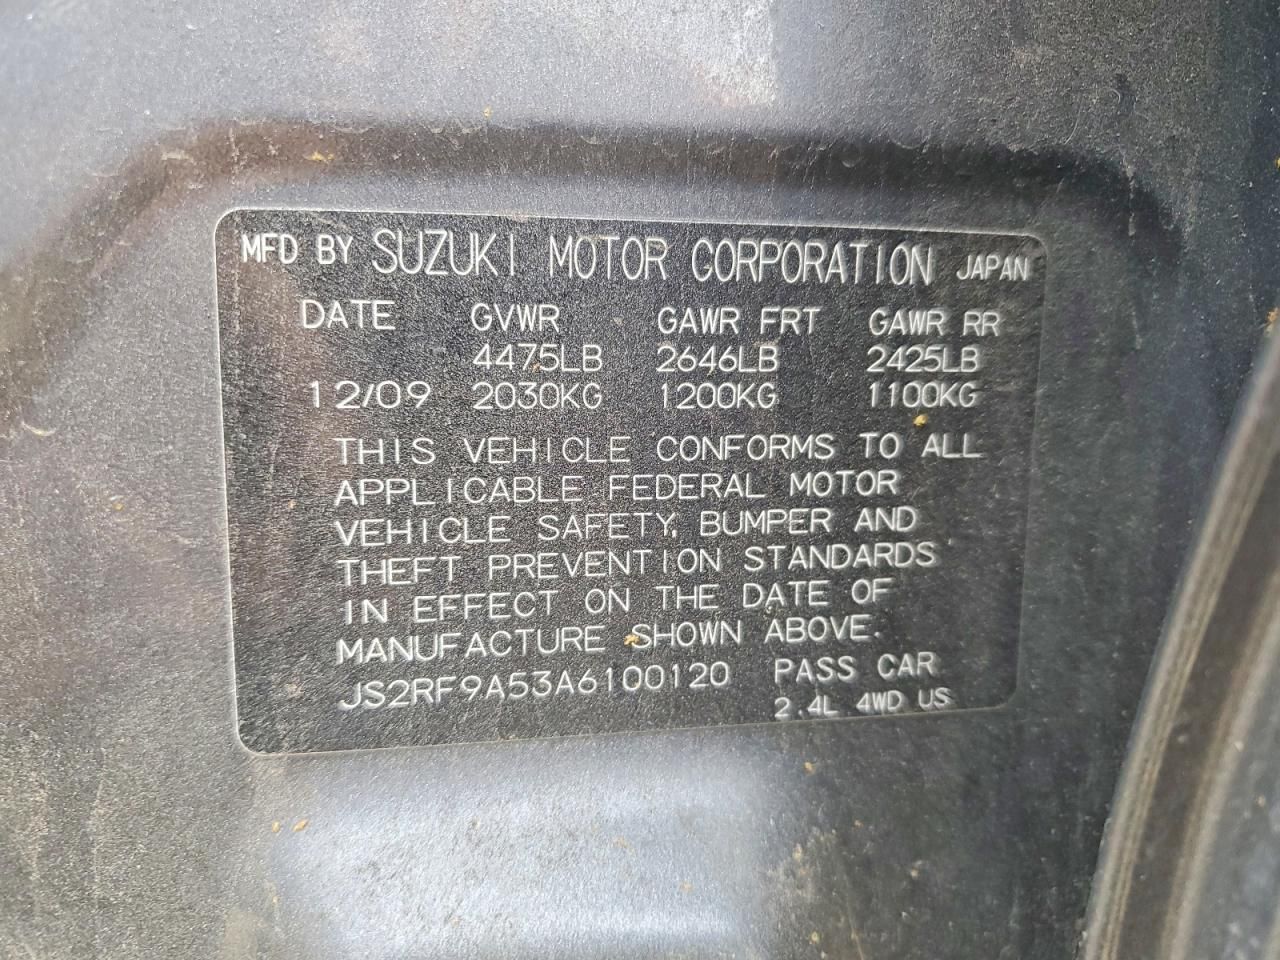 MFD BY SUZUKI MOTOR CORPORATION JAPAN
DATE GVWR GAWR FRT GAWR RR
4475LB 2646LB 2425LB
12/09 2030KG 1200KG 1100KG
THIS VEHICLE CONFORMS TO ALL
APPLICABLE FEDERAL MOTOR
VEHICLE SAFETY, BUMPER AND
THEFT PREVENTION STANDARDS
IN EFFECT ON THE DATE OF
MANUFACTURE SHOWN ABOVE.
JS2RF9A53A6100120 PASS CAR
2.4L 4WD US